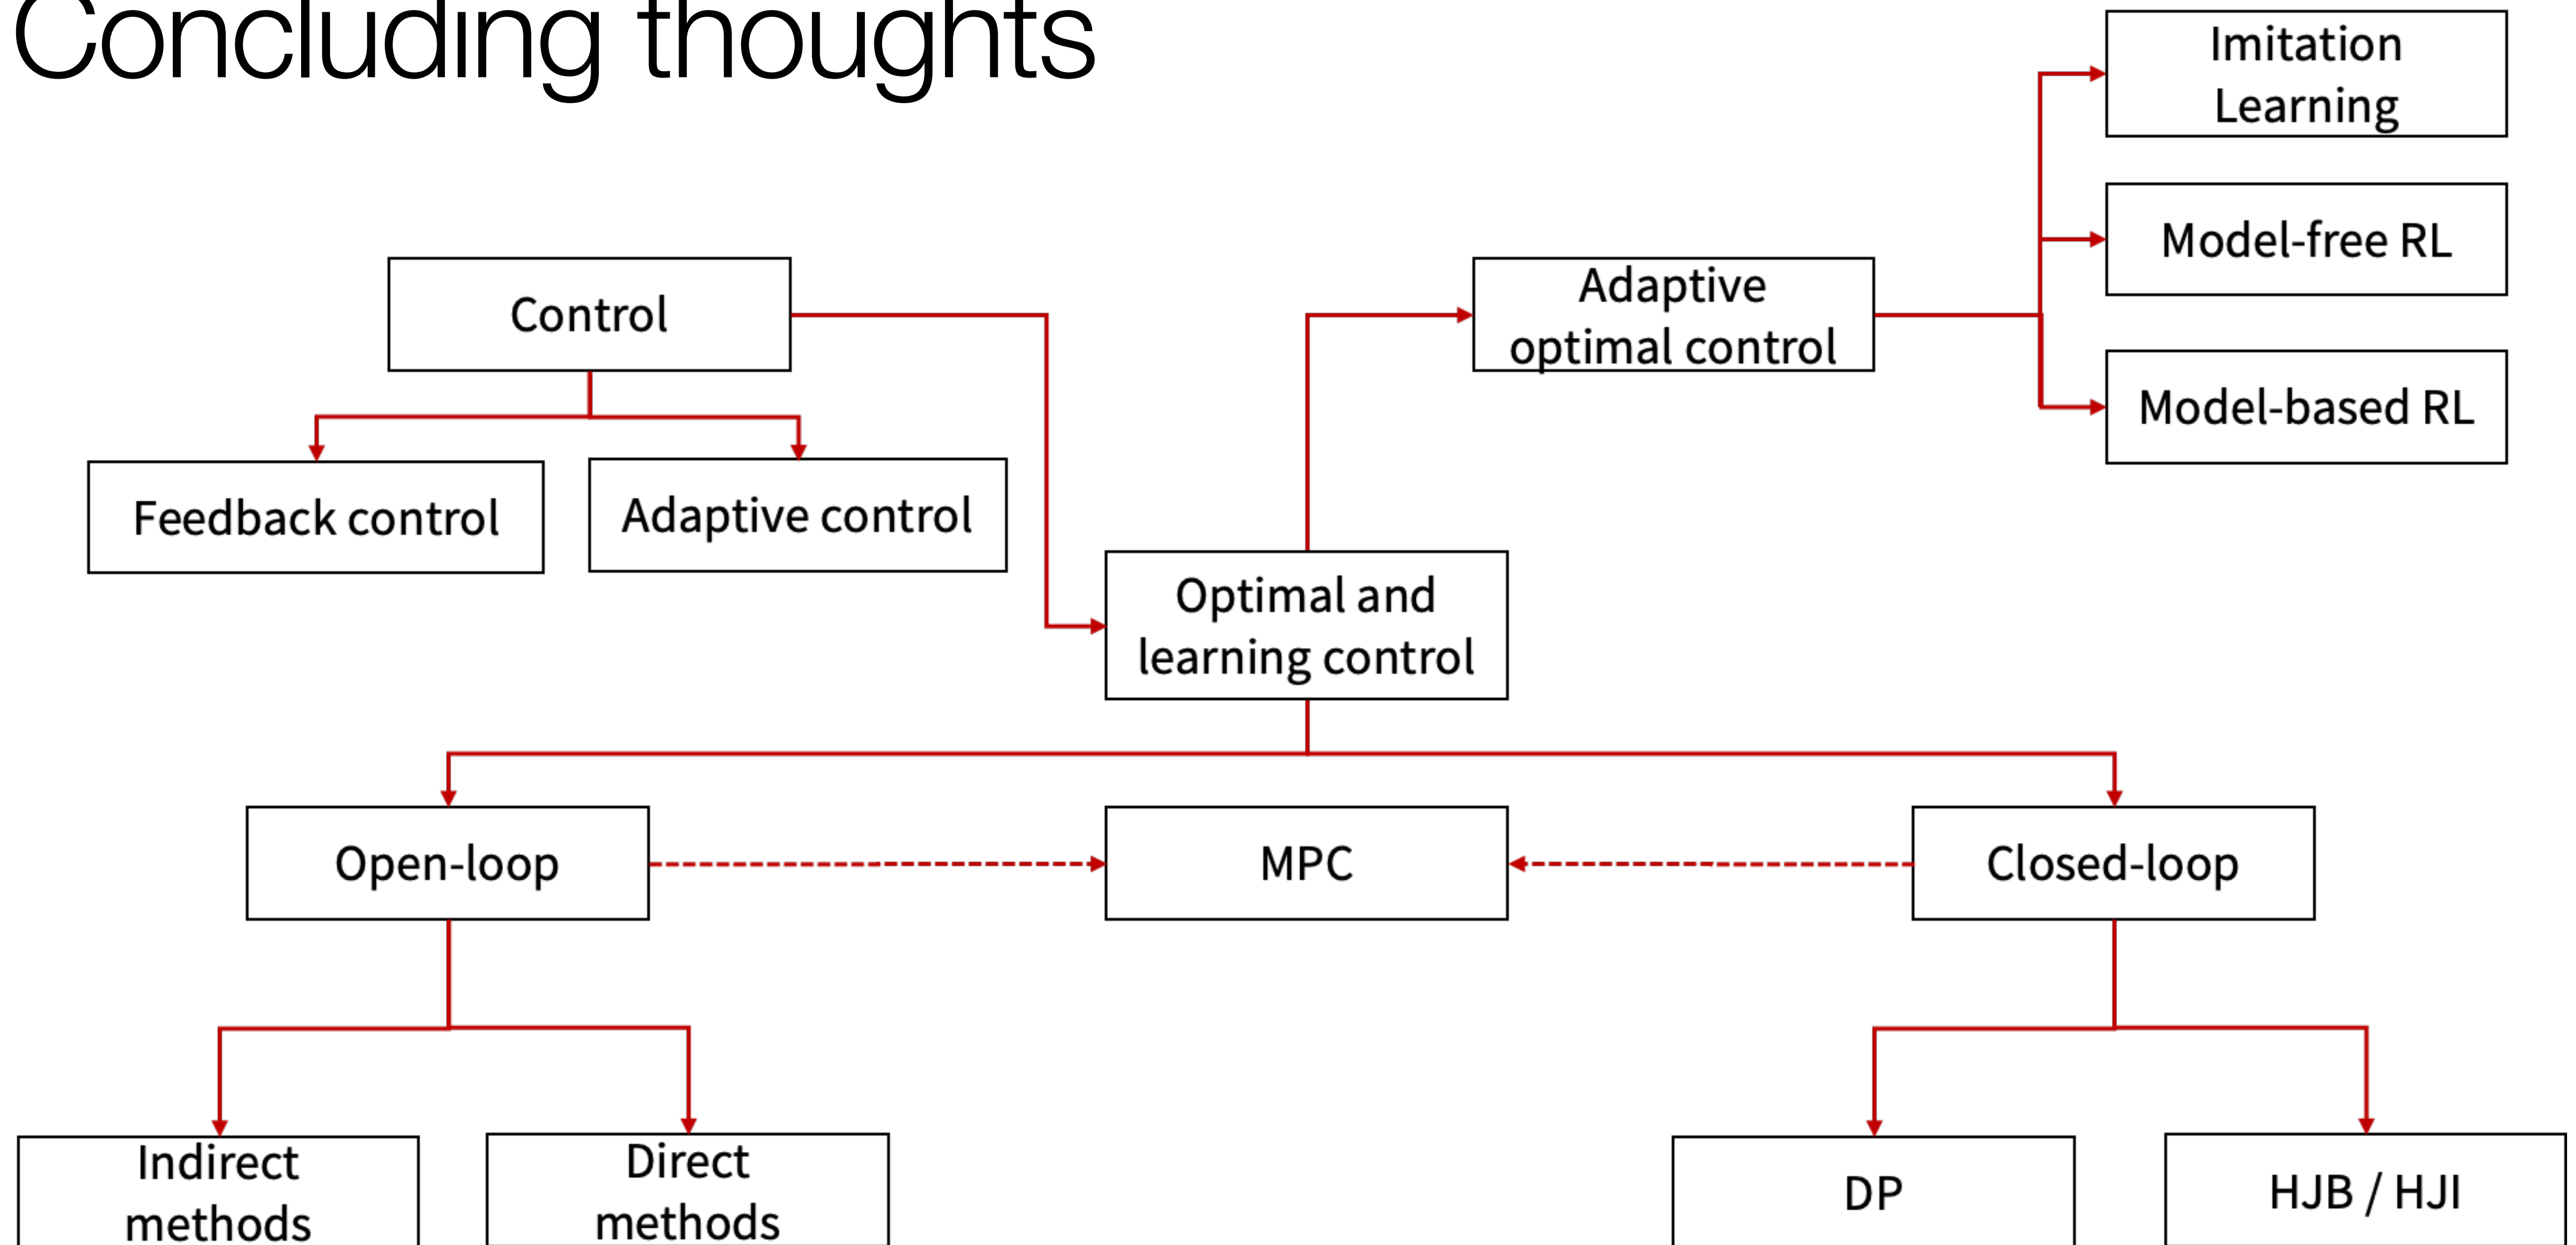 Concluding thoughts
Imitation
Learning
Model-free RL
Control
Adaptive
optimal control
Model-based RL
Feedback control
Adaptive control
Optimal and
learning control
Open-loop
MPC
Closed-loop
Indirect
methods
Direct
methods
DP
HJB / HJI